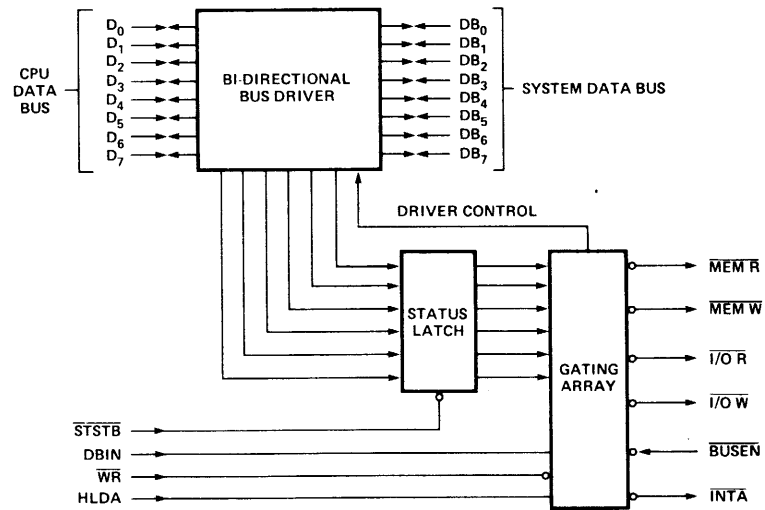 CPU
DATA
BUS
D0
D1
D2
D3
D4
D5
D6
D7
BI-DIRECTIONAL
BUS DRIVER
DB0
DB1
DB2
DB3
DB4
DB5
DB6
DB7
SYSTEM DATA BUS
DRIVER CONTROL
STATUS
LATCH
GATING
ARRAY
MEM R
MEM W
I/O R
I/O W
BUSEN
INTA
STSTB
DBIN
WR
HLDA